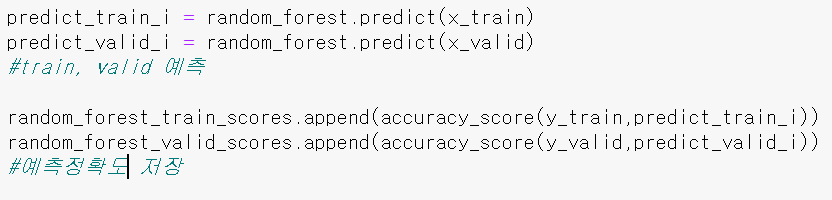 predict_train_i = random_forest.predict(x_train)
predict_valid_i = random_forest.predict(x_valid)
#train, valid 예측
random_forest_train_scores.append(accuracy_score(y_train,predict_train_i))
random_forest_valid_scores.append(accuracy_score(y_valid,predict_valid_i))
#예측정확도 저장